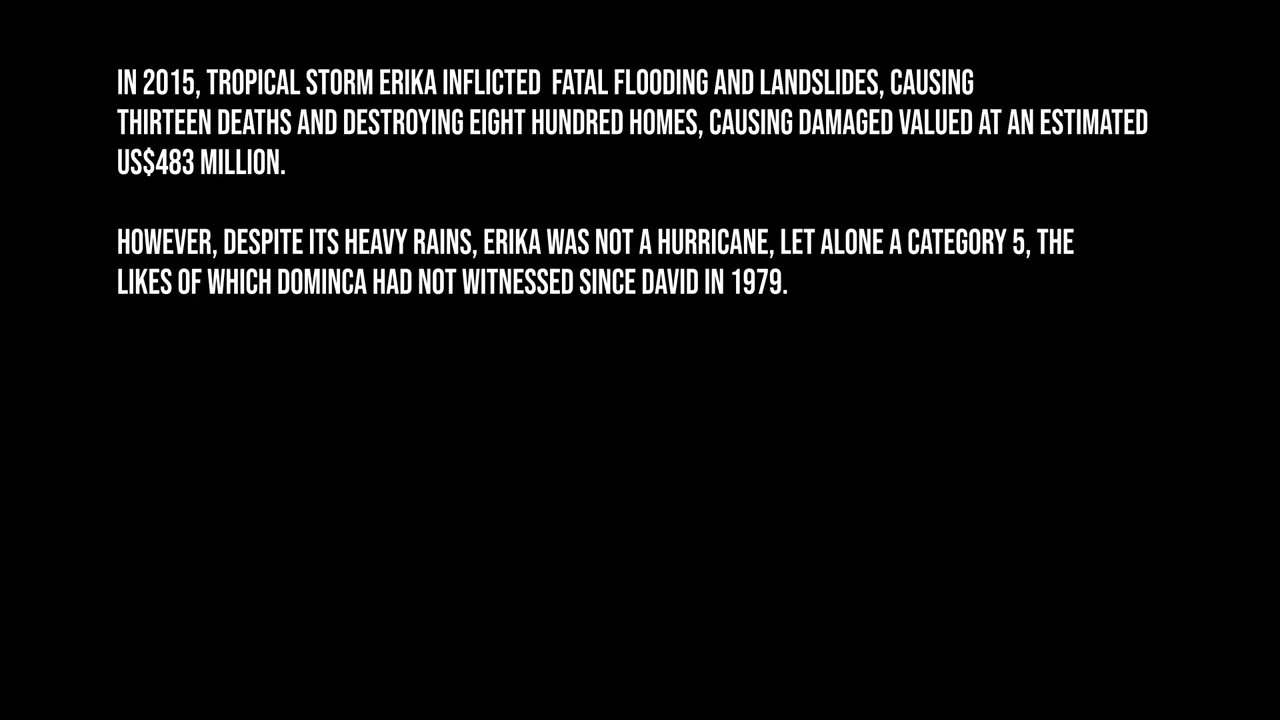 IN 2015, TROPICAL STORM ERIKA INFLICTED  FATAL FLOODING AND LANDSLIDES, CAUSING
THIRTEEN DEATHS AND DESTROYING EIGHT HUNDRED HOMES, CAUSING DAMAGED VALUED AT AN ESTIMATED
US$483 MILLION.
HOWEVER, DESPITE ITS HEAVY RAINS, ERIKA WAS NOT A HURRICANE, LET ALONE A CATEGORY 5, THE
LIKES OF WHICH DOMINCA HAD NOT WITNESSED SINCE DAVID IN 1979.